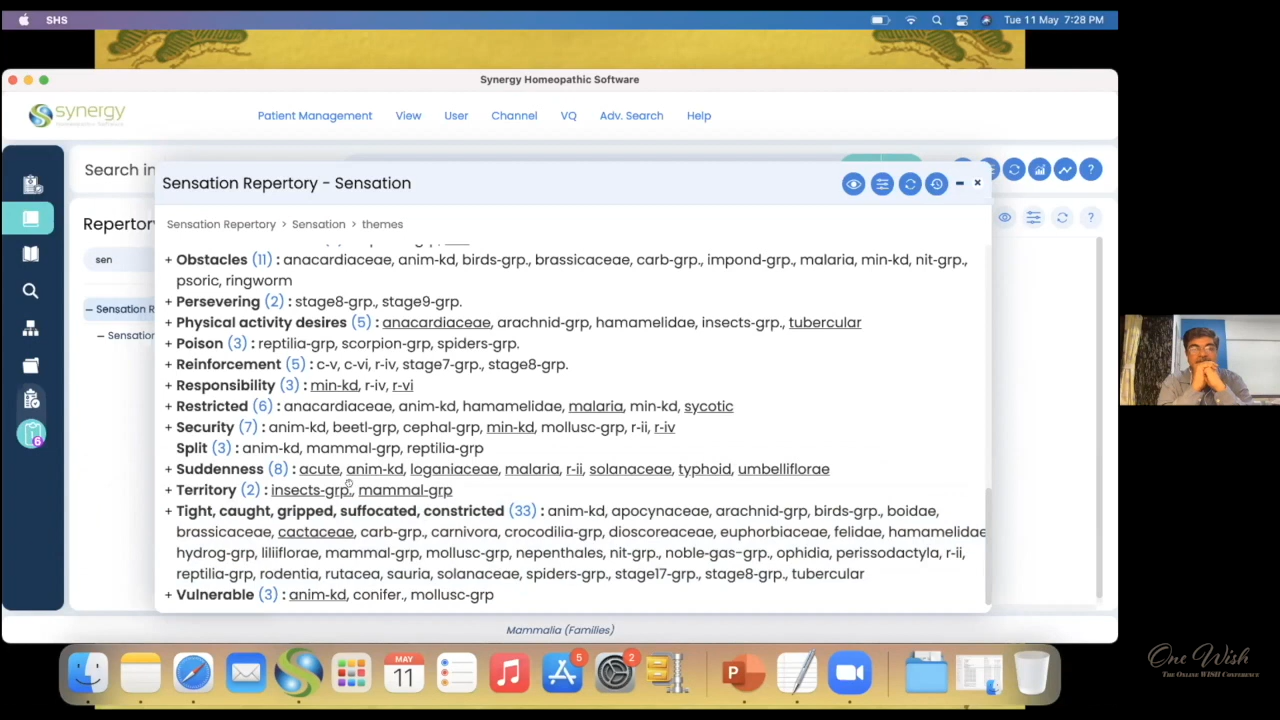 SHS
Tue 11 May 7:28 PM
Synergy Homeopathic Software
synergy
Patient Management View User Channel VQ Adv. Search Help
Search in
Sensation Repertory - Sensation
Repertory
Sensation Repertory > Sensation > themes
sen
+ Obstacles (11) : anacardiaceae, anim-kd, birds-grp., brassicaceae, carb-grp., impond-grp., malaria, min-kd, nit-grp.,
psoric, ringworm
+ Persevering (2) : stage8-grp., stage9-grp.
− Sensation R
+ Physical activity desires (5) : anacardiaceae, arachnid-grp, hamamelidae, insects-grp., tubercular
− Sensation
+ Poison (3) : reptilia-grp, scorpion-grp, spiders-grp.
+ Reinforcement (5) : c-v, c-vi, r-iv, stage7-grp., stage8-grp.
+ Responsibility (3) : min-kd, r-iv, r-vi
+ Restricted (6) : anacardiaceae, anim-kd, hamamelidae, malaria, min-kd, sycotic
+ Security (7) : anim-kd, beetl-grp, cephal-grp, min-kd, mollusc-grp, r-ii, r-iv
Split (3) : anim-kd, mammal-grp, reptilia-grp
+ Suddenness (8) : acute, anim-kd, loganiaceae, malaria, r-ii, solanaceae, typhoid, umbelliflorae
+ Territory (2) : insects-grp., mammal-grp
+ Tight, caught, gripped, suffocated, constricted (33) : anim-kd, apocynaceae, arachnid-grp, birds-grp., boidae,
brassicaceae, cactaceae, carb-grp., carnivora, crocodilia-grp, dioscoreaceae, euphorbiaceae, felidae, hamamelidae
hydrog-grp, liliiflorae, mammal-grp, mollusc-grp, nepenthales, nit-grp., noble-gas-grp., ophidia, perissodactyla, r-ii,
reptilia-grp, rodentia, rutacea, sauria, solanaceae, spiders-grp., stage17-grp., stage8-grp., tubercular
+ Vulnerable (3) : anim-kd, conifer., mollusc-grp
6
Mammalia (Families)
MAY
11
5
2
One Wish
The Online WISH Conference